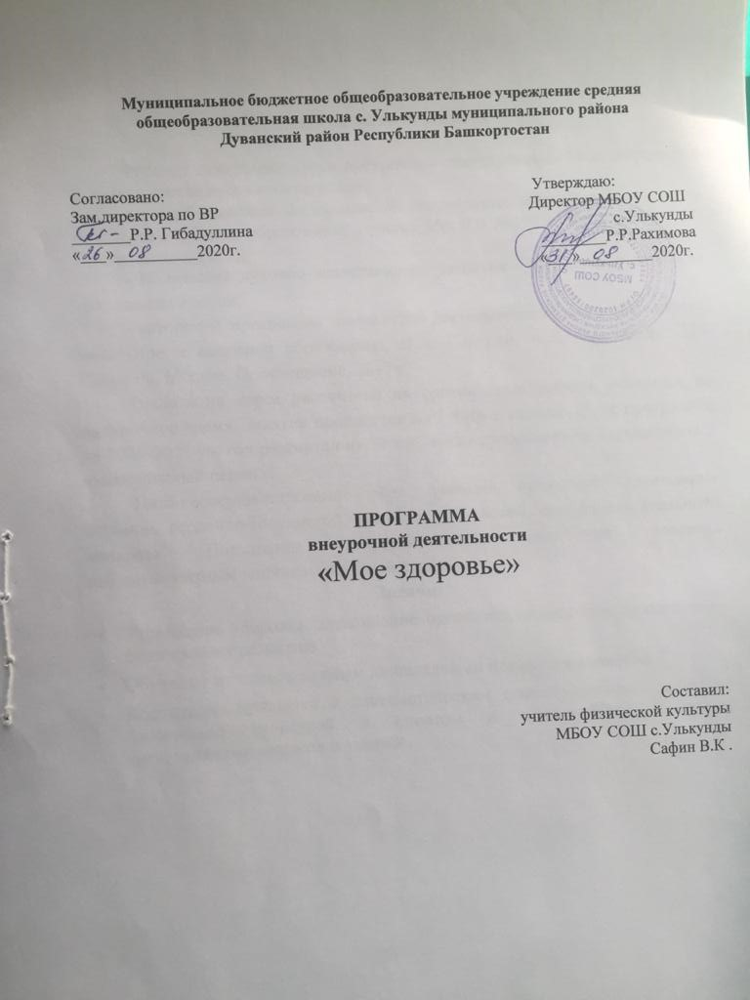 Муниципальное бюджетное общеобразовательное учреждение средняя
общеобразовательная школа с. Улькунды муниципального района
Дуванский район Республики Башкортостан
Согласовано:
Зам.директора по ВР
________Р.Р. Гибадуллина
«26»  08  2020г.
Утверждаю:
Директор МБОУ СОШ
с.Улькунды
________Р.Р.Рахимова
«31»  08  2020г.
МБОУ СОШ
ПРОГРАММА
внеурочной деятельности
«Мое здоровье»
Составил:
учитель физической культуры
МБОУ СОШ с.Улькунды
Сафин В.К .